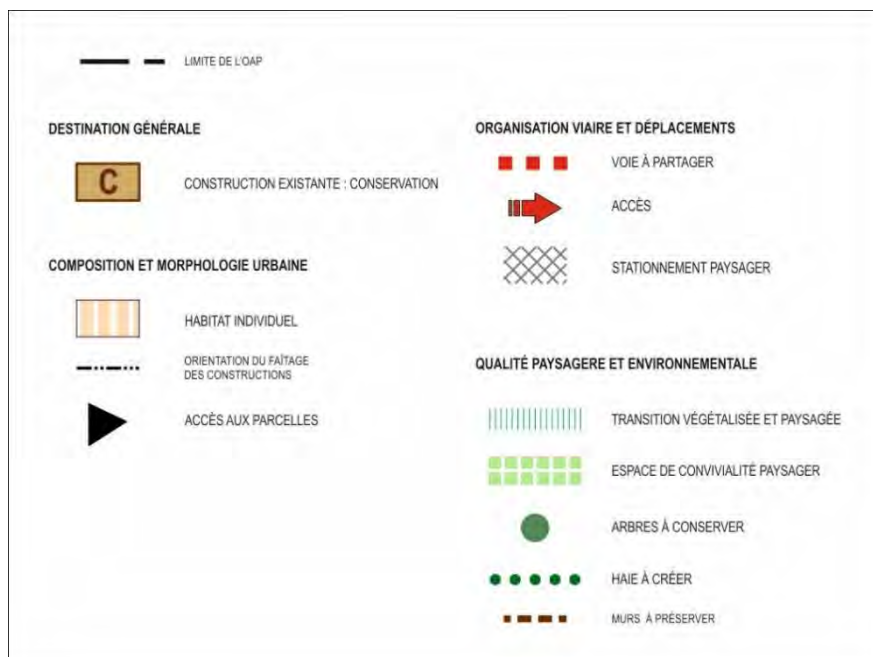 LIMITE DE L'OAP
DESTINATION GÉNÉRALE
C
CONSTRUCTION EXISTANTE : CONSERVATION
COMPOSITION ET MORPHOLOGIE URBAINE
HABITAT INDIVIDUEL
ORIENTATION DU FAÎTAGE
DES CONSTRUCTIONS
ACCÈS AUX PARCELLES
ORGANISATION VIAIRE ET DÉPLACEMENTS
VOIE À PARTAGER
ACCÈS
STATIONNEMENT PAYSAGER
QUALITÉ PAYSAGERE ET ENVIRONNEMENTALE
TRANSITION VÉGÉTALISÉE ET PAYSAGÉE
ESPACE DE CONVIVIALITÉ PAYSAGER
ARBRES À CONSERVER
HAIE À CRÉER
MURS À PRÉSERVER